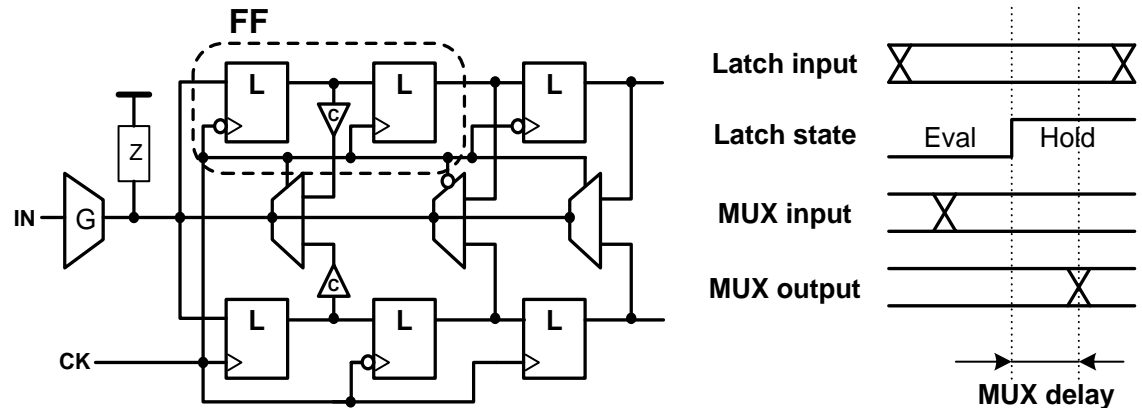 FF
L L L
C
Z
IN G
C
L L L
CK
Latch input
Latch state Eval Hold
MUX input
MUX output
MUX delay